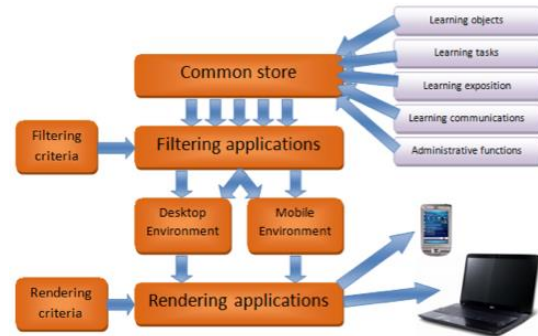 Learning objects
Learning tasks
Common store
Learning exposition
Learning communications
Filtering
criteria
Filtering applications
Administrative functions
Desktop
Environment
Mobile
Environment
Rendering
criteria
Rendering applications